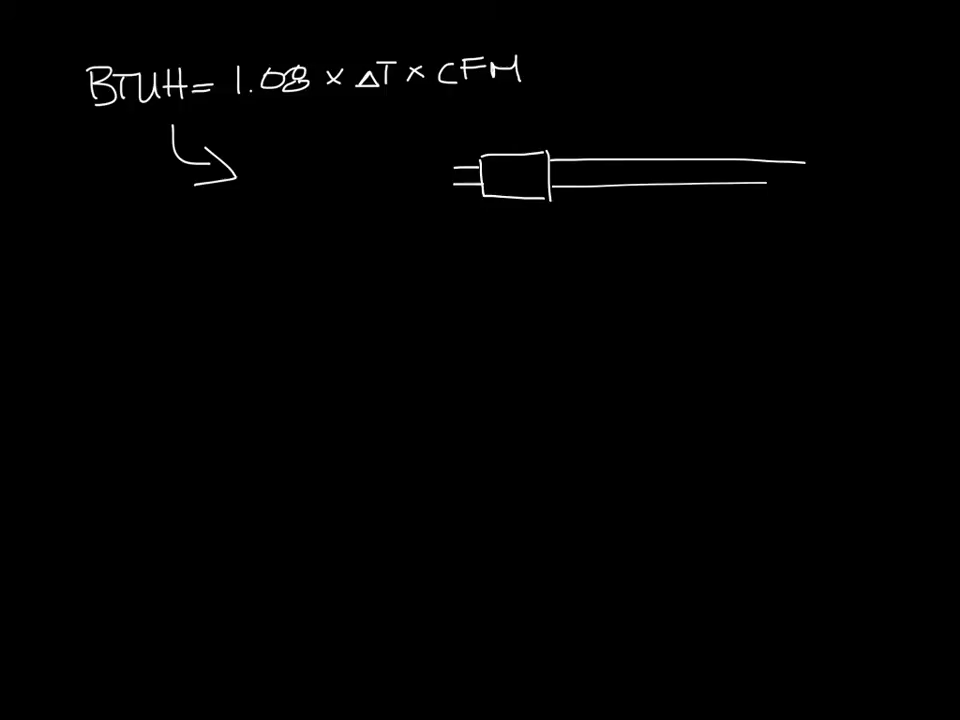 BTUH = 1.08 × ΔT × CFM